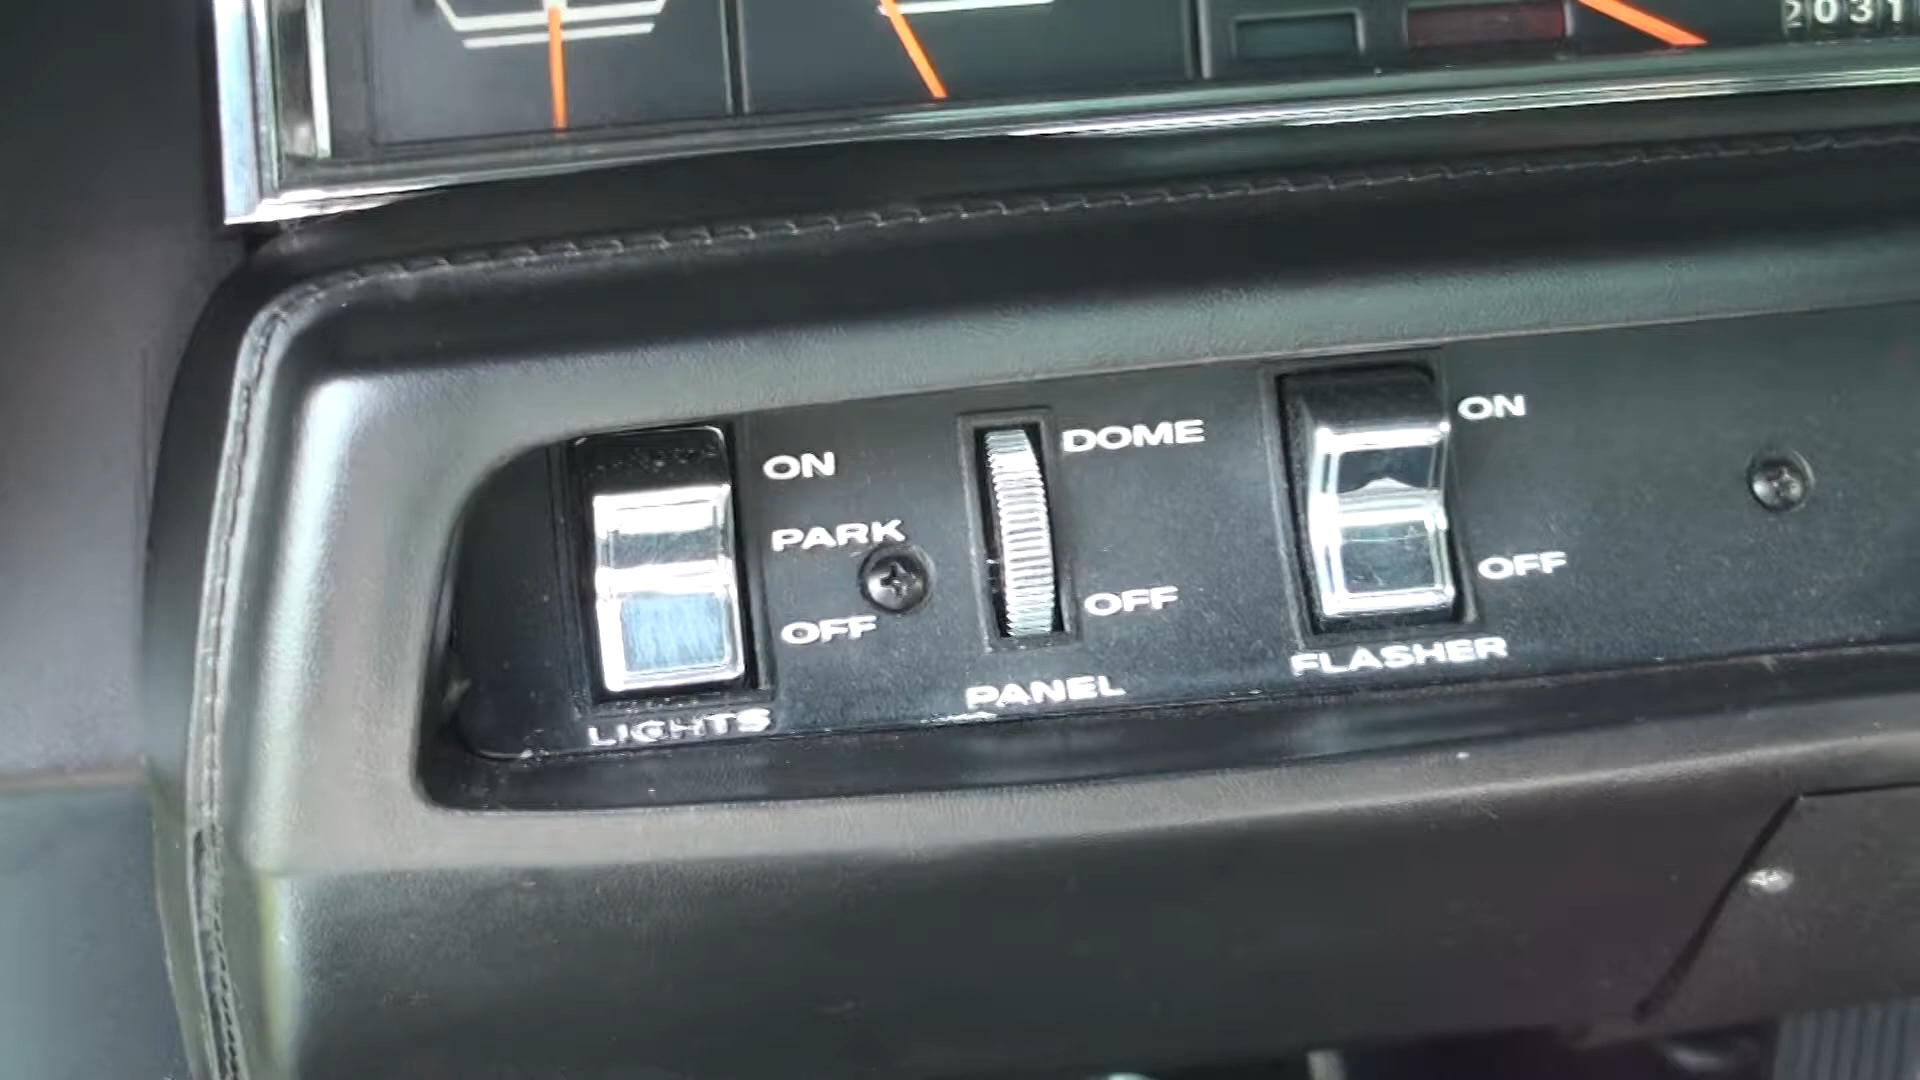 2031
ON
PARK
OFF
LIGHTS
DOME
OFF
PANEL
ON
OFF
FLASHER